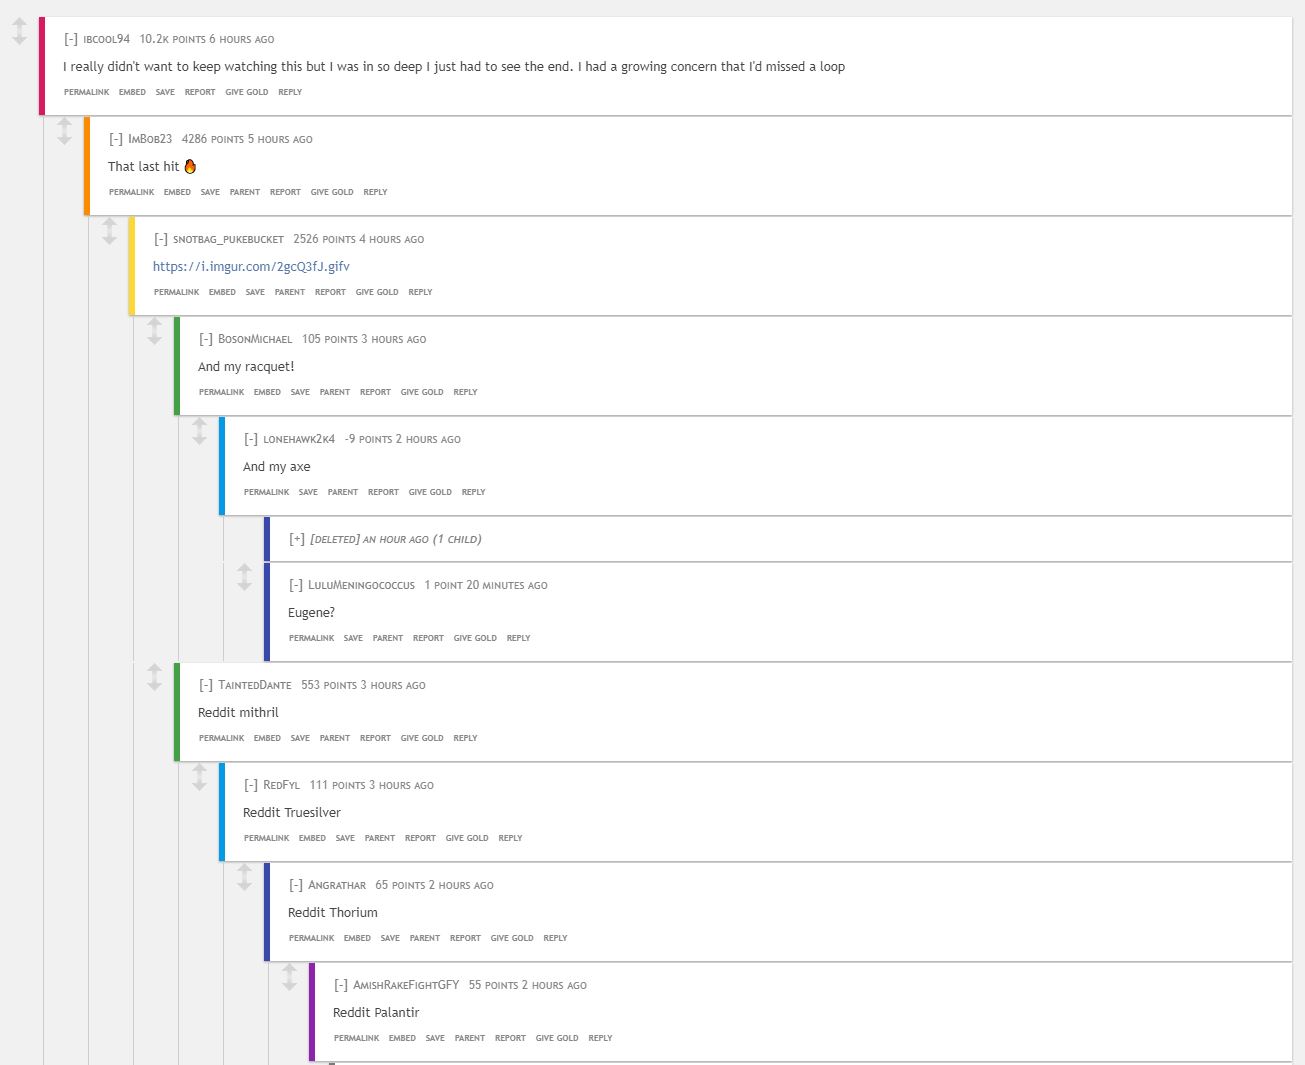 [-] ibcool94 10.2k points 6 hours ago
I really didn't want to keep watching this but I was in so deep I just had to see the end. I had a growing concern that I'd missed a loop
permalink embed save report give gold reply
[-] ImBob23 4286 points 5 hours ago
That last hit 🔥
permalink embed save parent report give gold reply
[-] snotbag_pukebucket 2526 points 4 hours ago
https://i.imgur.com/2gcQ3fJ.gifv
permalink embed save parent report give gold reply
[-] BosonMichael 105 points 3 hours ago
And my racquet!
permalink embed save parent report give gold reply
[-] lonehawk2k4 -9 points 2 hours ago
And my axe
permalink save parent report give gold reply
[+] [deleted] an hour ago (1 child)
[-] LuluMeningococcus 1 point 20 minutes ago
Eugene?
permalink save parent report give gold reply
[-] TaintedDante 553 points 3 hours ago
Reddit mithril
permalink embed save parent report give gold reply
[-] RedFyl 111 points 3 hours ago
Reddit Truesilver
permalink embed save parent report give gold reply
[-] Angrathar 65 points 2 hours ago
Reddit Thorium
permalink embed save parent report give gold reply
[-] AmishRakeFightGFY 55 points 2 hours ago
Reddit Palantir
permalink embed save parent report give gold reply